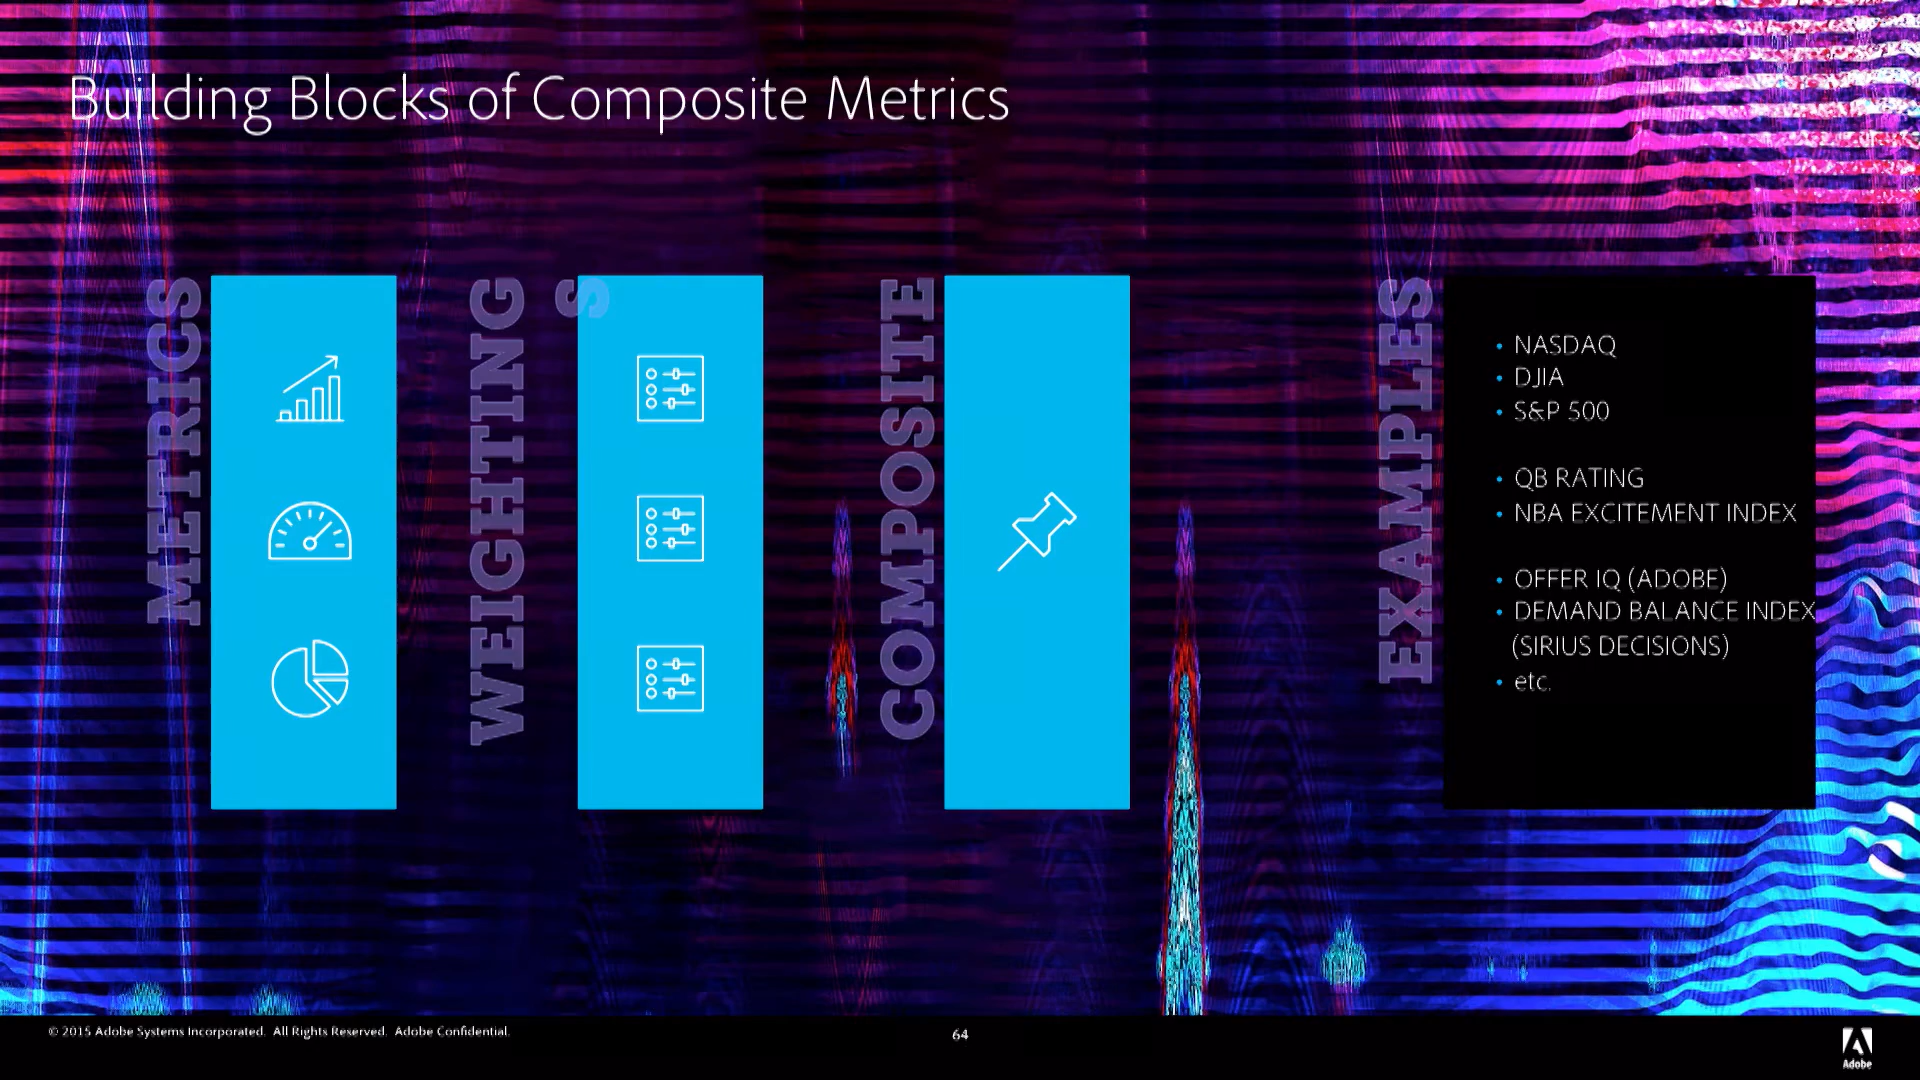 Building Blocks of Composite Metrics
METRICS
WEIGHTING
S
COMPOSITE
EXAMPLES
• NASDAQ
• DJIA
• S&P 500
• QB RATING
• NBA EXCITEMENT INDEX
• OFFER IQ (ADOBE)
• DEMAND BALANCE INDEX
(SIRIUS DECISIONS)
• etc.
© 2015 Adobe Systems Incorporated. All Rights Reserved. Adobe Confidential.
64
Adobe